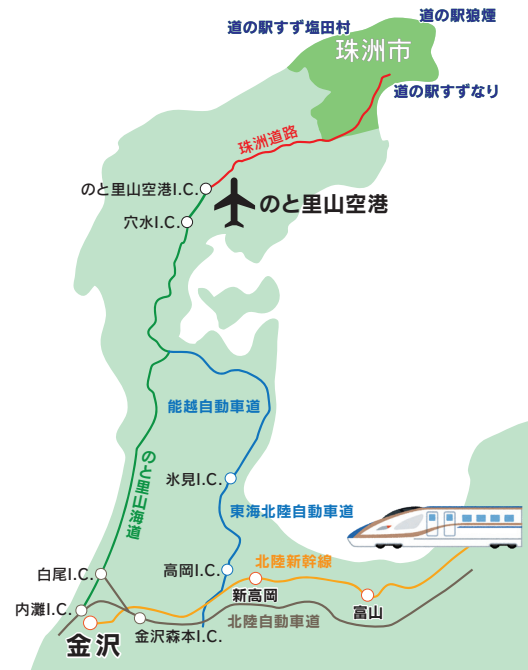 道の駅狼煙
道の駅すず塩田村
珠洲市
道の駅すずなり
珠洲道路
のと里山空港I.C.
のと里山空港
穴水I.C.
能越自動車道
のと里山海道
氷見I.C.
東海北陸自動車道
北陸新幹線
高岡I.C.
白尾I.C.
新高岡
富山
内灘I.C.
北陸自動車道
金沢森本I.C.
金沢